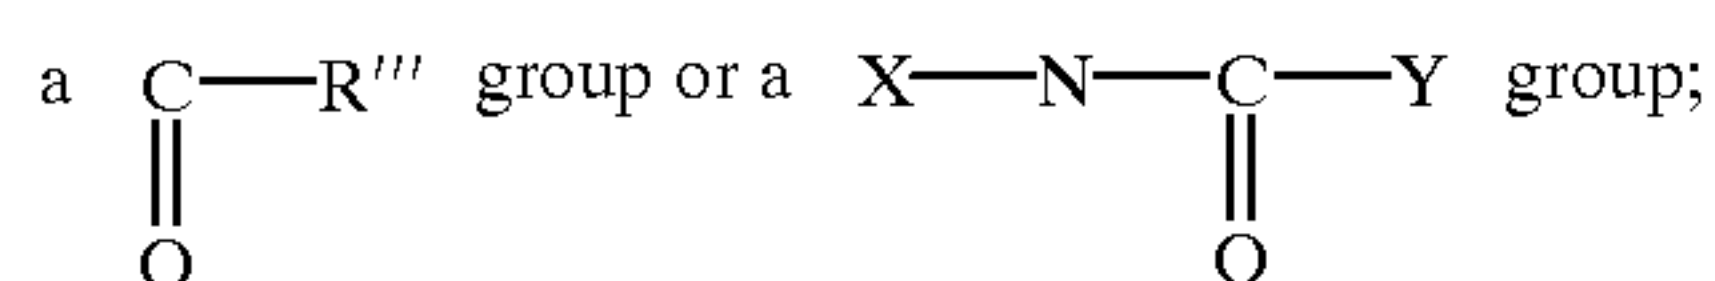 a C—R''' group or a X—N—C—Y group;
O O